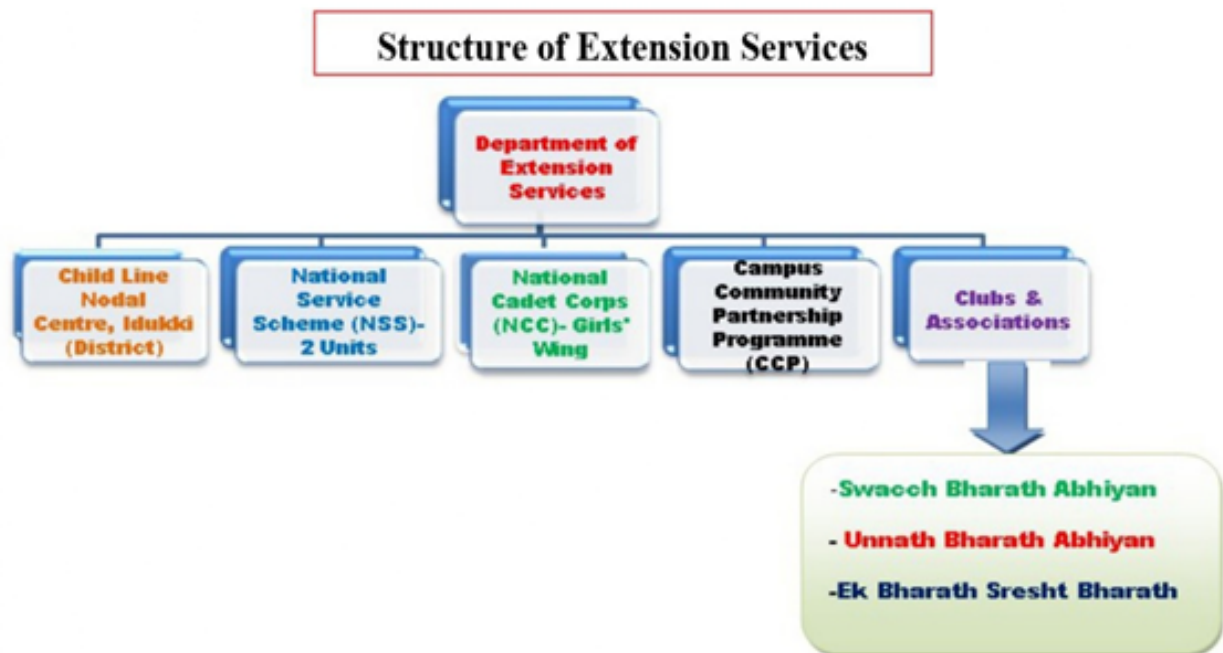 Structure of Extension Services
Department of
Extension
Services
Child Line
Nodal
Centre, Idukki
(District)
National
Service
Scheme (NSS)-
2 Units
National
Cadet Corps
(NCC)- Girls'
Wing
Campus
Community
Partnership
Programme
(CCP)
Clubs &
Associations
-Swacch Bharath Abhiyan
- Unnath Bharath Abhiyan
-Ek Bharath Sresht Bharath